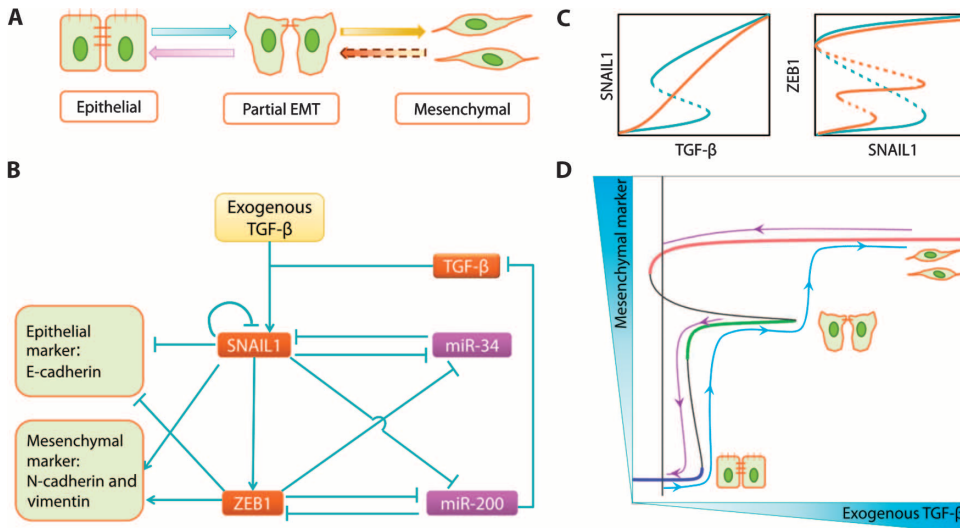 A
Epithelial
Partial EMT
Mesenchymal
B
Exogenous
TGF-β
TGF-β
Epithelial
marker:
E-cadherin
SNAIL1
miR-34
Mesenchymal
marker:
N-cadherin and
vimentin
ZEB1
miR-200
C
SNAIL1
TGF-β
ZEB1
SNAIL1
D
Mesenchymal marker
Exogenous TGF-β